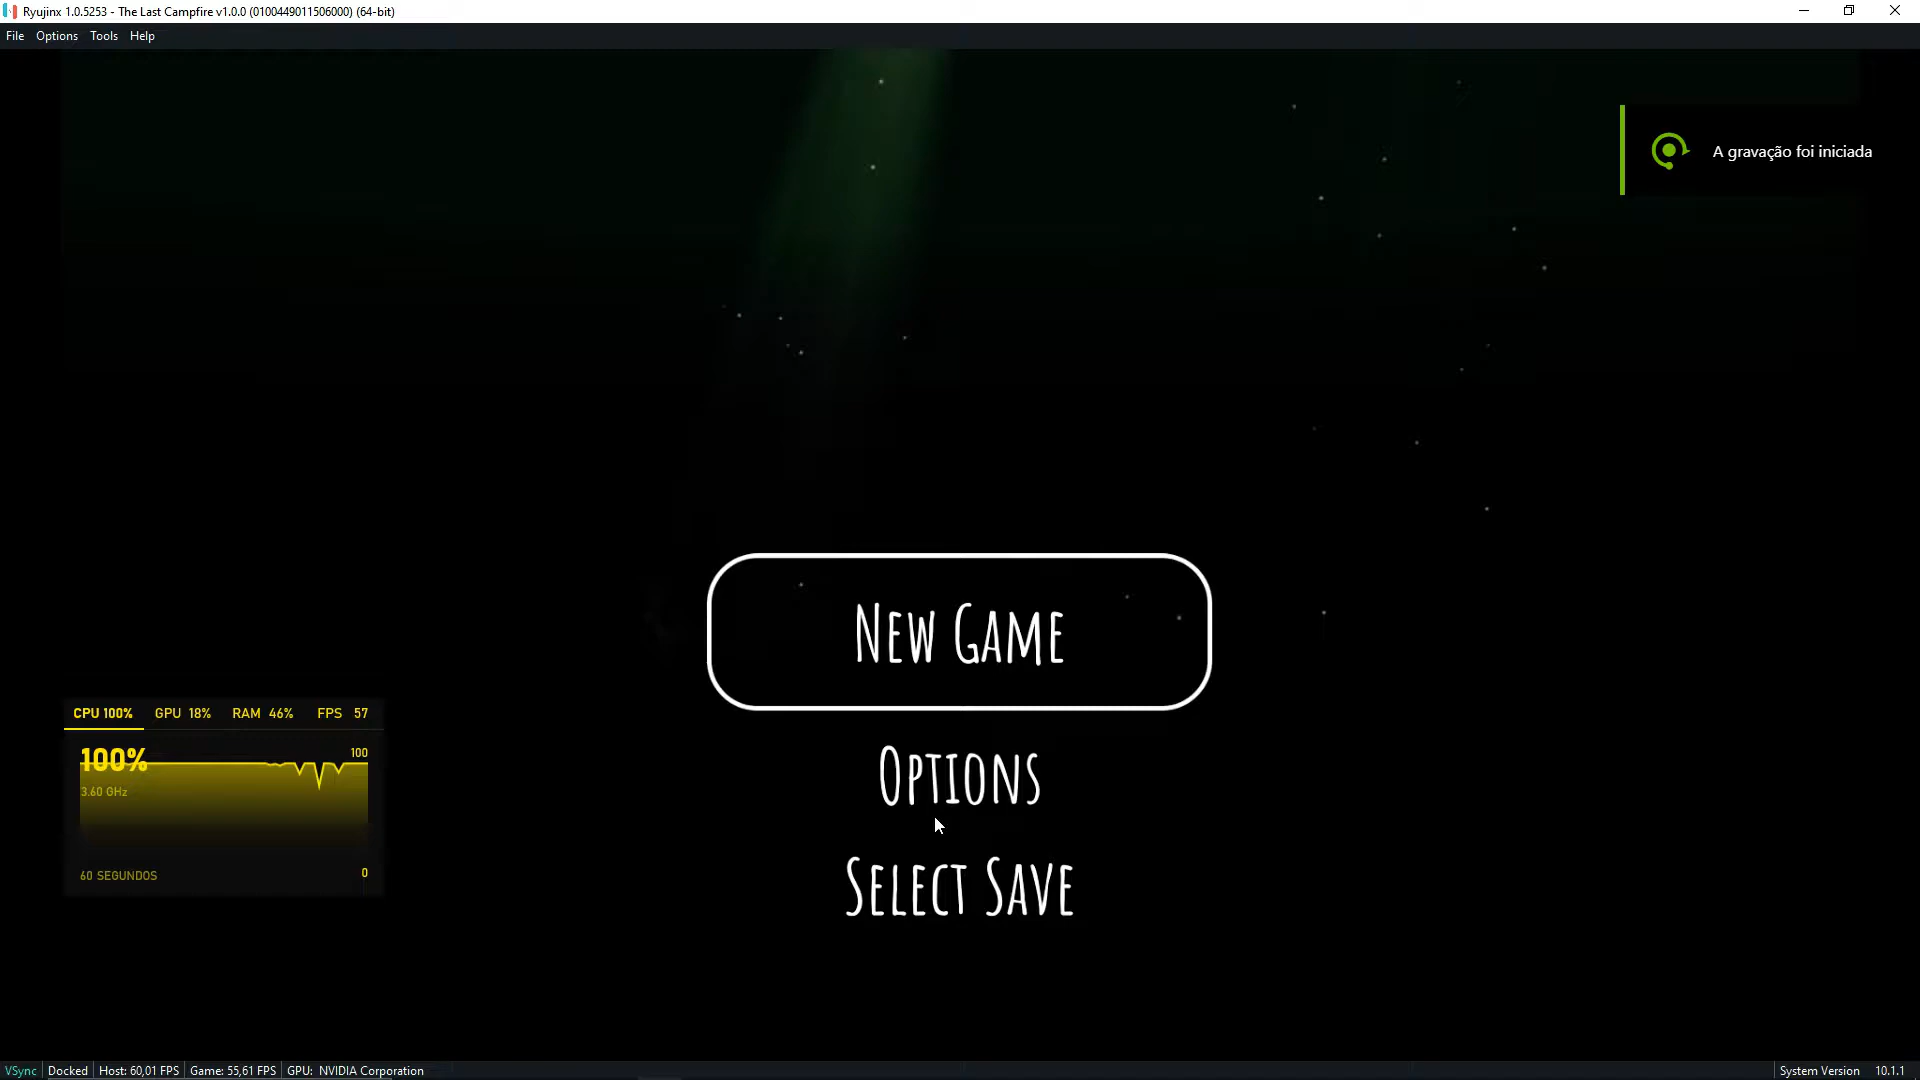 Ryujinx 1.0.5253 - The Last Campfire v1.0.0 (0100449011506000) (64-bit)
File Options Tools Help
A gravação foi iniciada
New Game
Options
Select Save
CPU 100% GPU 18% RAM 46% FPS 57
100% 100
3.60 GHz
60 SEGUNDOS 0
VSync Docked Host: 60,01 FPS Game: 55,61 FPS GPU: NVIDIA Corporation System Version 10.1.1